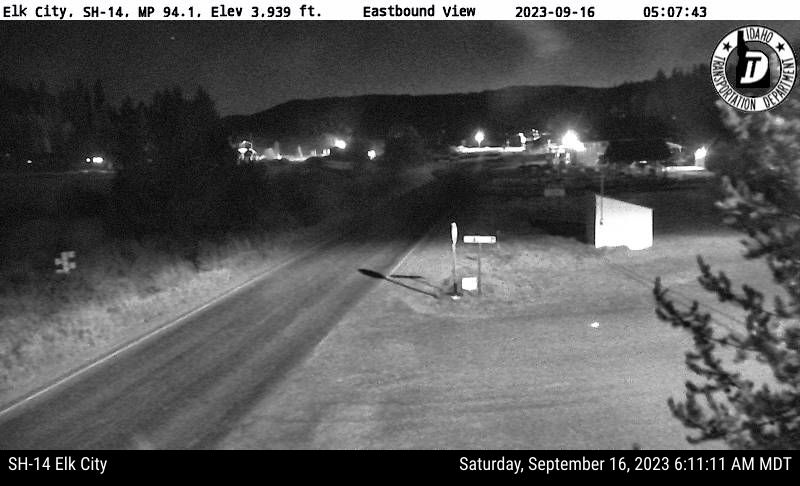 Elk City, SH-14, MP 94.1, Elev 3,939 ft. Eastbound View 2023-09-16 05:07:43
IDAHO
TRANSPORTATION DEPARTMENT
SH-14 Elk City Saturday, September 16, 2023 6:11:11 AM MDT